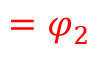 = φ₂